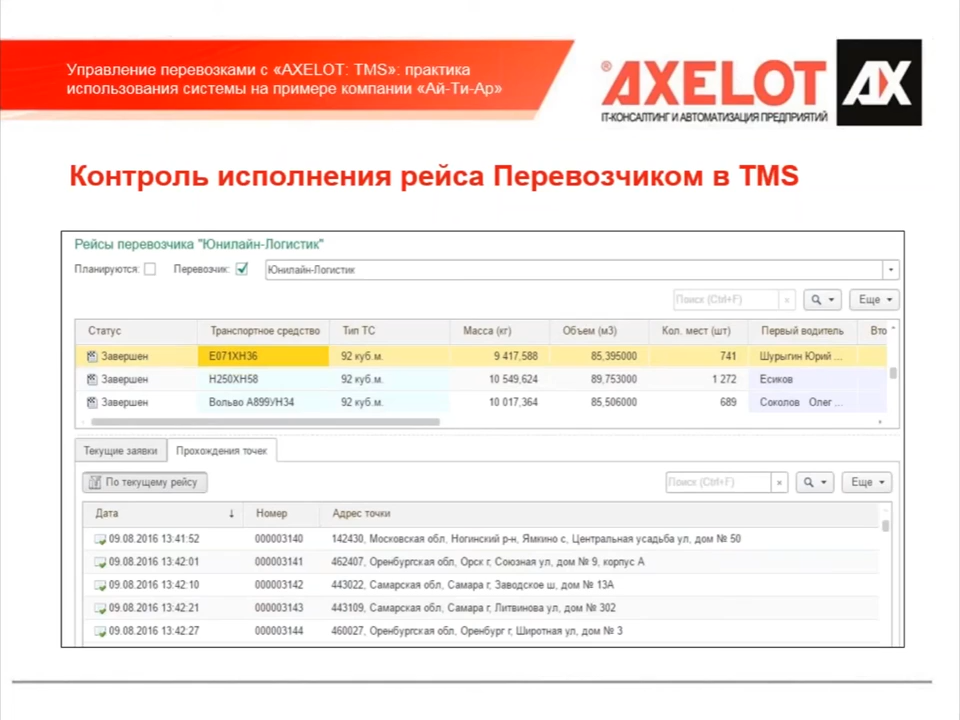 Управление перевозками с «AXELOT: TMS»: практика
использования системы на примере компании «Ай-Ти-Ар»
®AXELOT AX
IT-КОНСАЛТИНГ И АВТОМАТИЗАЦИЯ ПРЕДПРИЯТИЙ
Контроль исполнения рейса Перевозчиком в TMS
Рейсы перевозчика "Юнилайн-Логистик"
Планируются: Перевозчик: Юнилайн-Логистик
Поиск (Ctrl+F) × Еще
Статус Транспортное средство Тип ТС Масса (кг) Объем (м3) Кол. мест (шт) Первый водитель Вто
Завершен Е071ХН36 92 куб.м. 9 417,588 85,395000 741 Шурыгин Юрий ...
Завершен Н250ХН58 92 куб.м. 10 549,624 89,753000 1 272 Есиков
Завершен Вольво А899УН34 92 куб.м. 10 017,364 85,506000 689 Соколов Олег ...
Текущие заявки Прохождения точек
По текущему рейсу Поиск (Ctrl+F) × Еще
Дата ↓ Номер Адрес точки
09.08.2016 13:41:52 000003140 142430, Московская обл, Ногинский р-н, Ямкино с, Центральная усадьба ул, дом № 50
09.08.2016 13:42:01 000003141 462407, Оренбургская обл, Орск г, Союзная ул, дом № 9, корпус А
09.08.2016 13:42:10 000003142 443022, Самарская обл, Самара г, Заводское ш, дом № 13А
09.08.2016 13:42:21 000003143 443109, Самарская обл, Самара г, Литвинова ул, дом № 302
09.08.2016 13:42:27 000003144 460027, Оренбургская обл, Оренбург г, Широтная ул, дом № 3